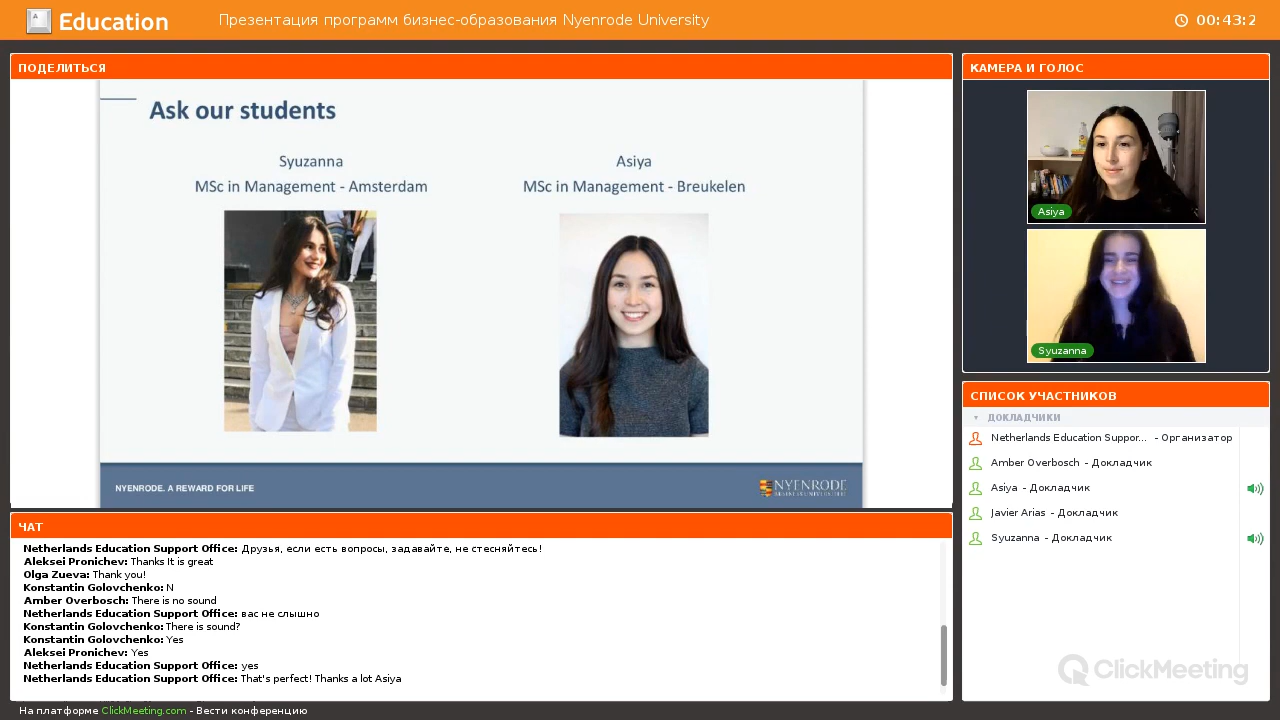 A
Education
Презентация программ бизнес-образования Nyenrode University
00:43:2
ПОДЕЛИТЬСЯ
Ask our students
Syuzanna
MSc in Management - Amsterdam
Asiya
MSc in Management - Breukelen
NYENRODE. A REWARD FOR LIFE
NYENRODE
КАМЕРА И ГОЛОС
Asiya
Syuzanna
СПИСОК УЧАСТНИКОВ
ДОКЛАДЧИКИ
Netherlands Education Suppor... - Организатор
Amber Overbosch - Докладчик
Asiya - Докладчик
Javier Arias - Докладчик
Syuzanna - Докладчик
ClickMeeting
ЧАТ
Netherlands Education Support Office: Друзья, если есть вопросы, задавайте, не стесняйтесь!
Aleksei Pronichev: Thanks It is great
Olga Zueva: Thank you!
Konstantin Golovchenko: N
Amber Overbosch: There is no sound
Netherlands Education Support Office: вас не слышно
Konstantin Golovchenko: There is sound?
Konstantin Golovchenko: Yes
Aleksei Pronichev: Yes
Netherlands Education Support Office: yes
Netherlands Education Support Office: That's perfect! Thanks a lot Asiya
На платформе ClickMeeting.com - Вести конференцию